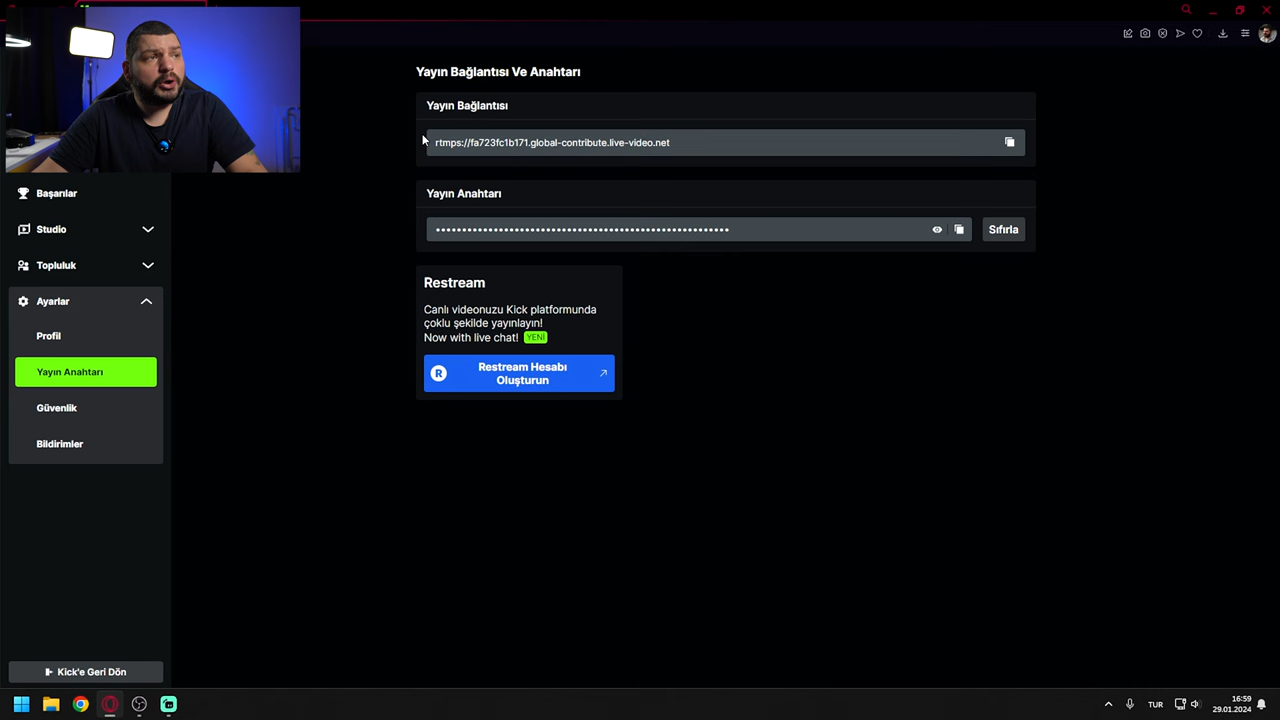 Yayın Bağlantısı Ve Anahtarı
Yayın Bağlantısı
rtmps://fa723fc1b171.global-contribute.live-video.net
Yayın Anahtarı
••••••••••••••••••••••••••••••••••••••••••••••••••••••••
Sıfırla
Restream
Canlı videonuzu Kick platformunda
çoklu şekilde yayınlayın!
Now with live chat! YENİ
R Restream Hesabı
Oluşturun
Başarılar
Studio
Topluluk
Ayarlar
Profil
Yayın Anahtarı
Güvenlik
Bildirimler
Kick'e Geri Dön
TUR
16:59
29.01.2024